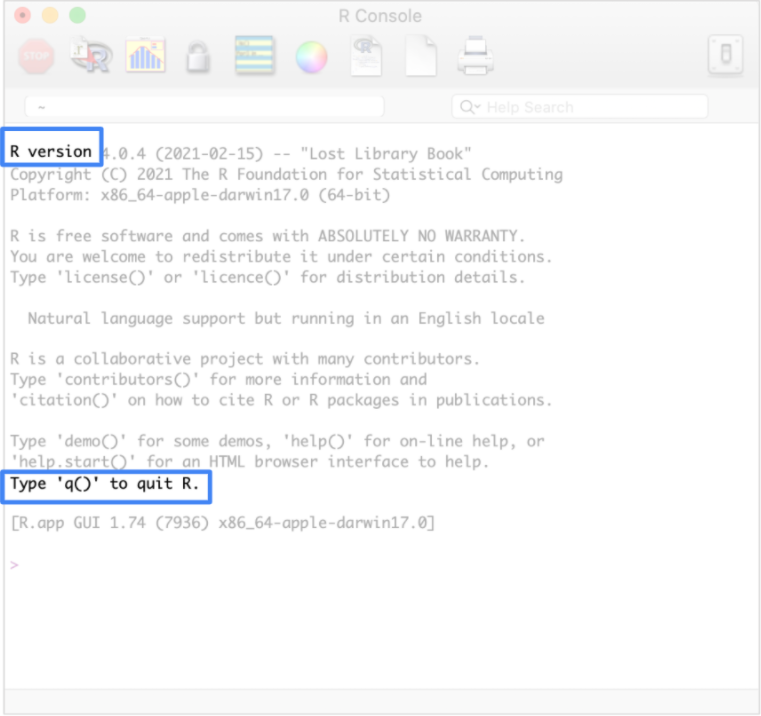 R Console
STOP
~
Help Search
R version 4.0.4 (2021-02-15) -- "Lost Library Book"
Copyright (C) 2021 The R Foundation for Statistical Computing
Platform: x86_64-apple-darwin17.0 (64-bit)
R is free software and comes with ABSOLUTELY NO WARRANTY.
You are welcome to redistribute it under certain conditions.
Type 'license()' or 'licence()' for distribution details.
Natural language support but running in an English locale
R is a collaborative project with many contributors.
Type 'contributors()' for more information and
'citation()' on how to cite R or R packages in publications.
Type 'demo()' for some demos, 'help()' for on-line help, or
'help.start()' for an HTML browser interface to help.
Type 'q()' to quit R.
[R.app GUI 1.74 (7936) x86_64-apple-darwin17.0]
>